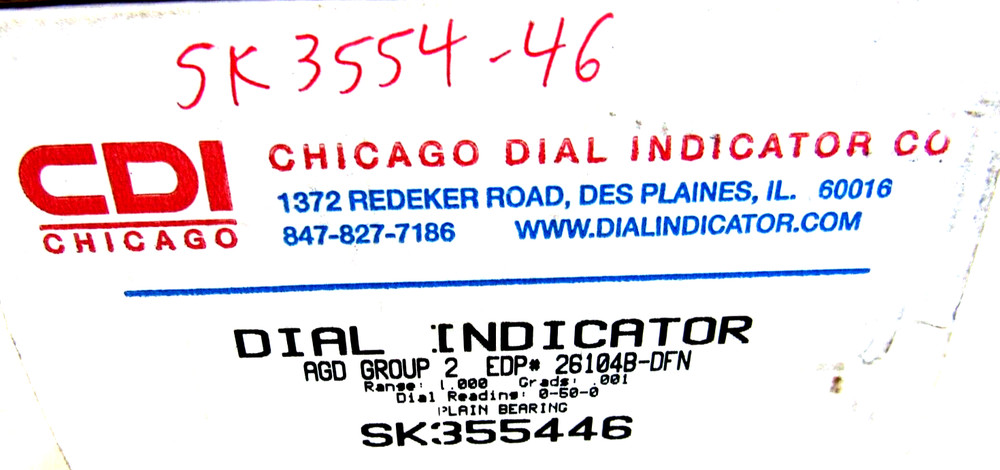 SK3554-46
CDI
CHICAGO
CHICAGO DIAL INDICATOR CO
1372 REDEKER ROAD, DES PLAINES, IL. 60016
847-827-7186 WWW.DIALINDICATOR.COM
DIAL INDICATOR
AGD GROUP 2 EDP# 26104B-DFN
Range: 1.000 Grads: .001
Dial Reading: 0-50-0
PLAIN BEARING
SK355446